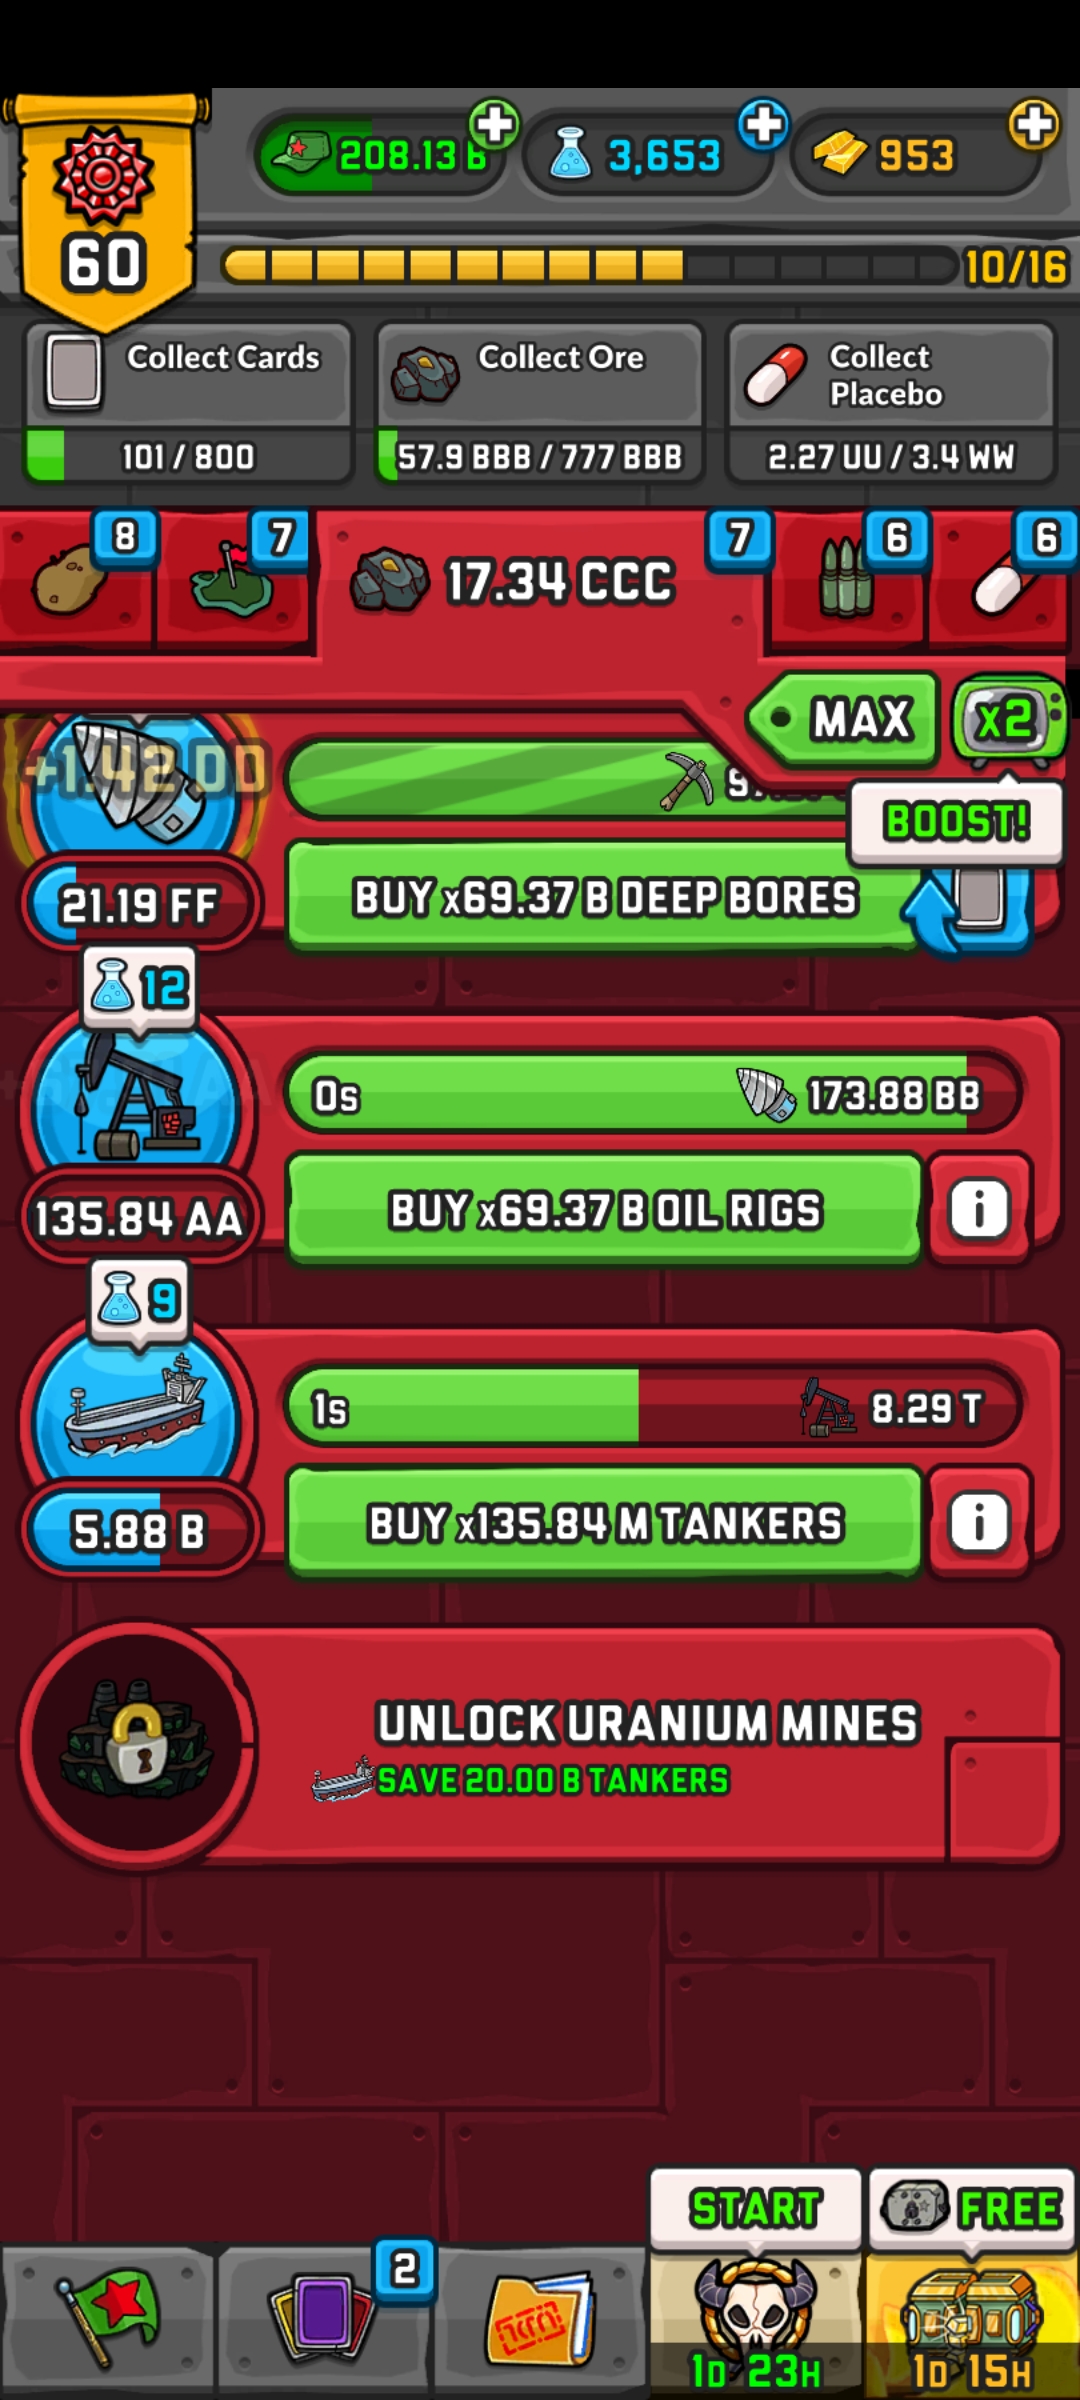 208.13 B
3,653
953
60
10/16
Collect Cards
101 / 800
Collect Ore
57.9 BBB / 777 BBB
Collect
Placebo
2.27 UU / 3.4 WW
8
7
17.34 CCC
7
6
6
MAX
x2
BOOST!
+1.42 DD
BUY x69.37 B DEEP BORES
21.19 FF
12
0s
173.88 BB
BUY x69.37 B OIL RIGS
i
135.84 AA
9
1s
8.29 T
BUY x135.84 M TANKERS
i
5.88 B
UNLOCK URANIUM MINES
SAVE 20.00 B TANKERS
START
FREE
2
1D 23H
1D 15H